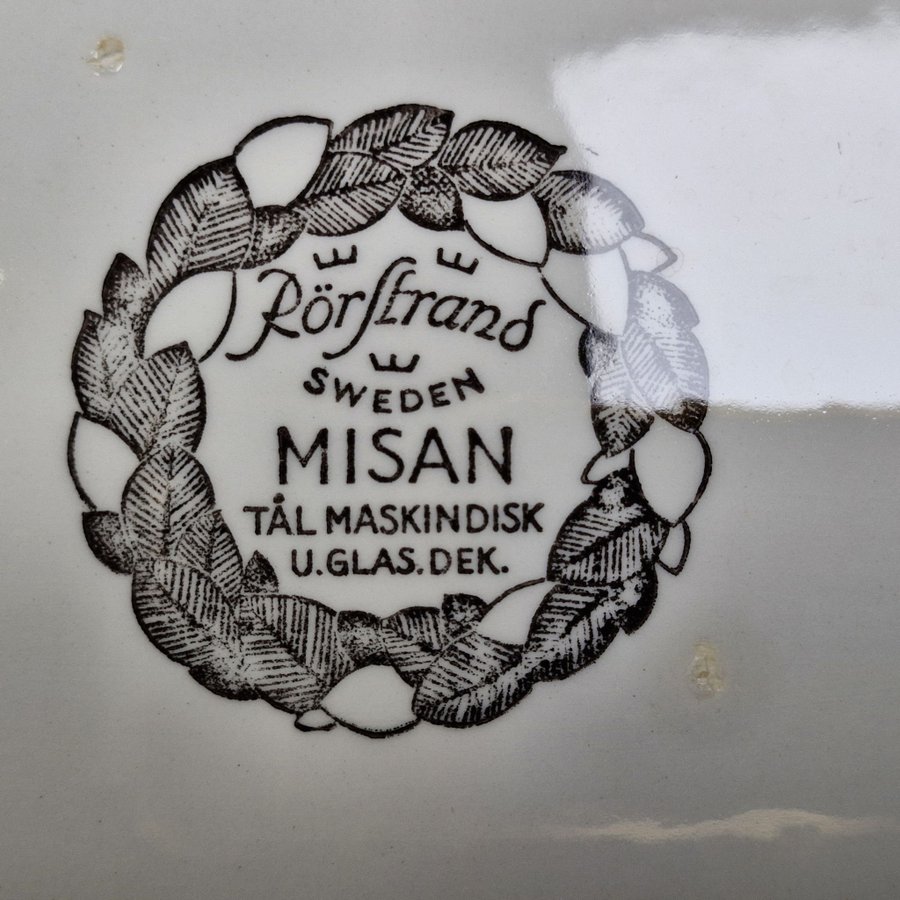 Rörstrand
SWEDEN
MISAN
TÅL MASKINDISK
U.GLAS.DEK.